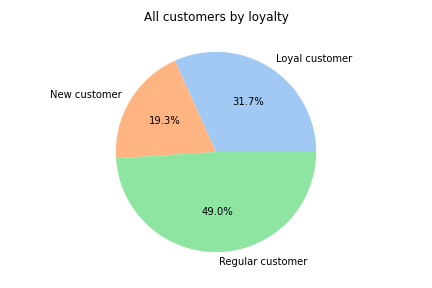 All customers by loyalty
Loyal customer
31.7%
New customer
19.3%
49.0%
Regular customer